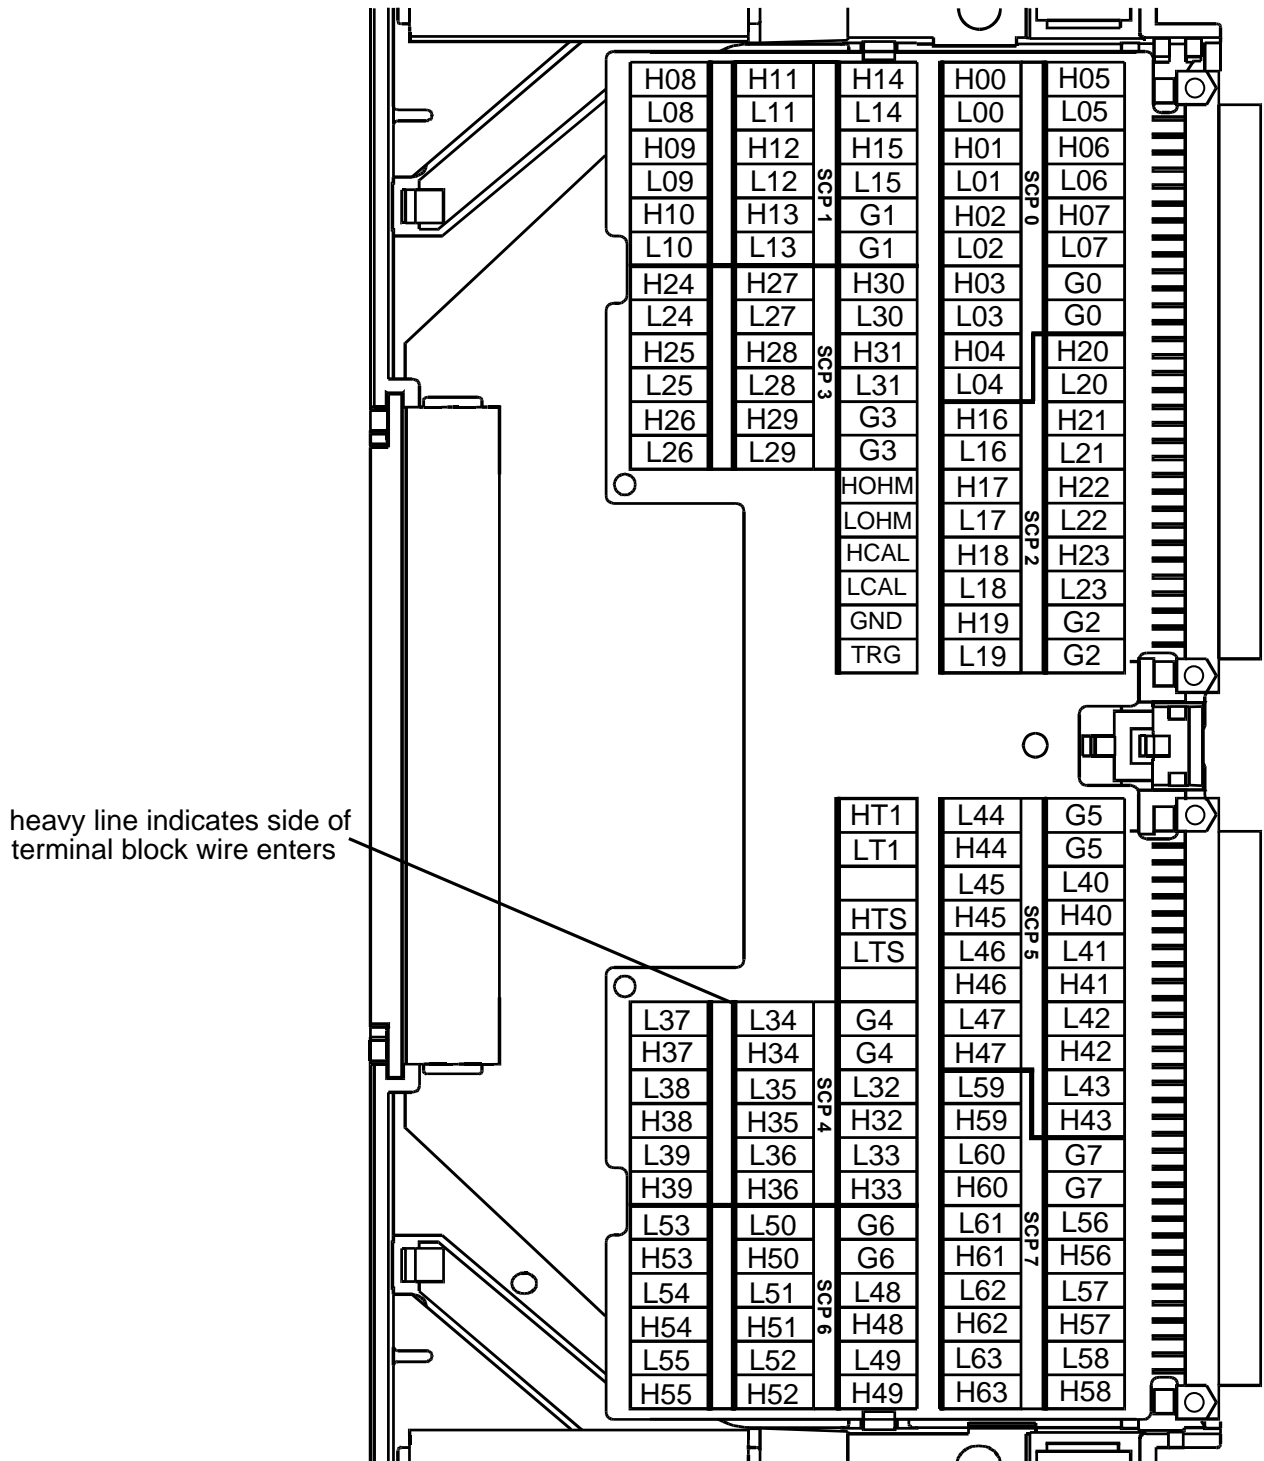 H08 H11 H14 H00 H05
L08 L11 L14 L00 L05
H09 H12 H15 H01 H06
L09 L12 L15 L01 L06
H10 H13 G1 H02 H07
L10 L13 G1 L02 L07
SCP 1
SCP 0
H24 H27 H30 H03 G0
L24 L27 L30 L03 G0
H25 H28 H31 H04 H20
L25 L28 L31 L04 L20
H26 H29 G3 H16 H21
L26 L29 G3 L16 L21
SCP 3
HOHM H17 H22
LOHM L17 L22
HCAL H18 H23
LCAL L18 L23
GND H19 G2
TRG L19 G2
SCP 2
heavy line indicates side of
terminal block wire enters
HT1 L44 G5
LT1 H44 G5
L45 L40
HTS H45 H40
LTS L46 L41
H46 H41
SCP 5
L37 L34 G4 L47 L42
H37 H34 G4 H47 H42
L38 L35 L32 L59 L43
H38 H35 H32 H59 H43
L39 L36 L33 L60 G7
H39 H36 H33 H60 G7
SCP 4
L53 L50 G6 L61 L56
H53 H50 G6 H61 H56
L54 L51 L48 L62 L57
H54 H51 H48 H62 H57
L55 L52 L49 L63 L58
H55 H52 H49 H63 H58
SCP 6
SCP 7